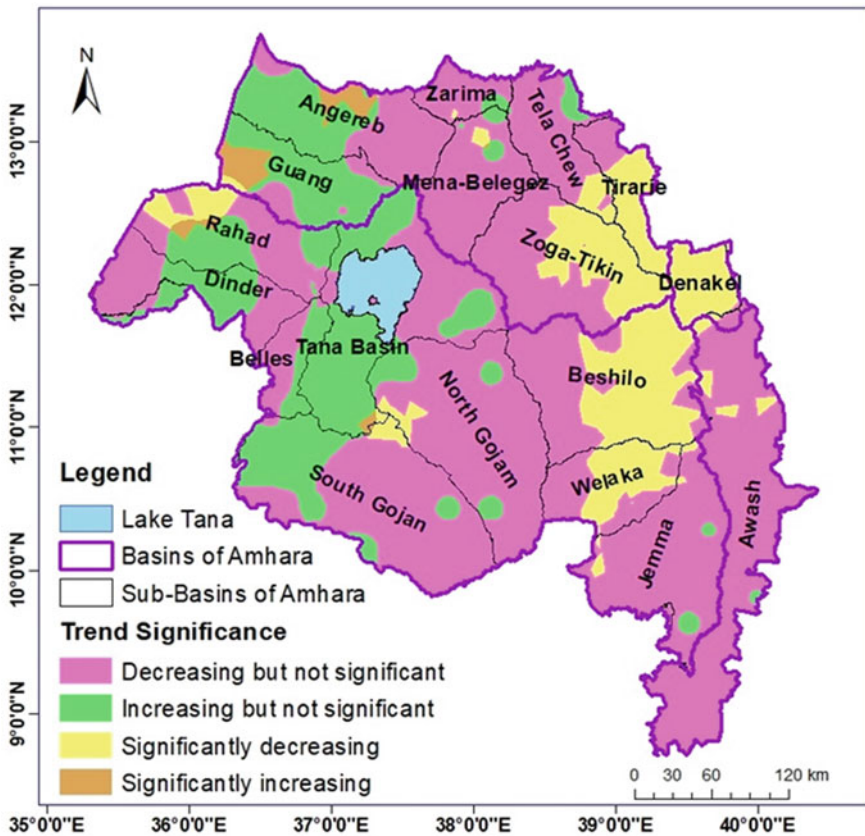 N
Zarima
Angereb
Tela Chew
Guang
Mena-Belegez
Tirarie
Rahad
Zoga-Tikin
Dinder
Denakel
Tana Basin
Belles
Beshilo
North Gojam
South Gojan
Welaka
Awash
Jemma
13°0'0"N
12°0'0"N
11°0'0"N
10°0'0"N
9°0'0"N
Legend
Lake Tana
Basins of Amhara
Sub-Basins of Amhara
Trend Significance
Decreasing but not significant
Increasing but not significant
Significantly decreasing
Significantly increasing
0 30 60 120 km
35°0'0"E 36°0'0"E 37°0'0"E 38°0'0"E 39°0'0"E 40°0'0"E